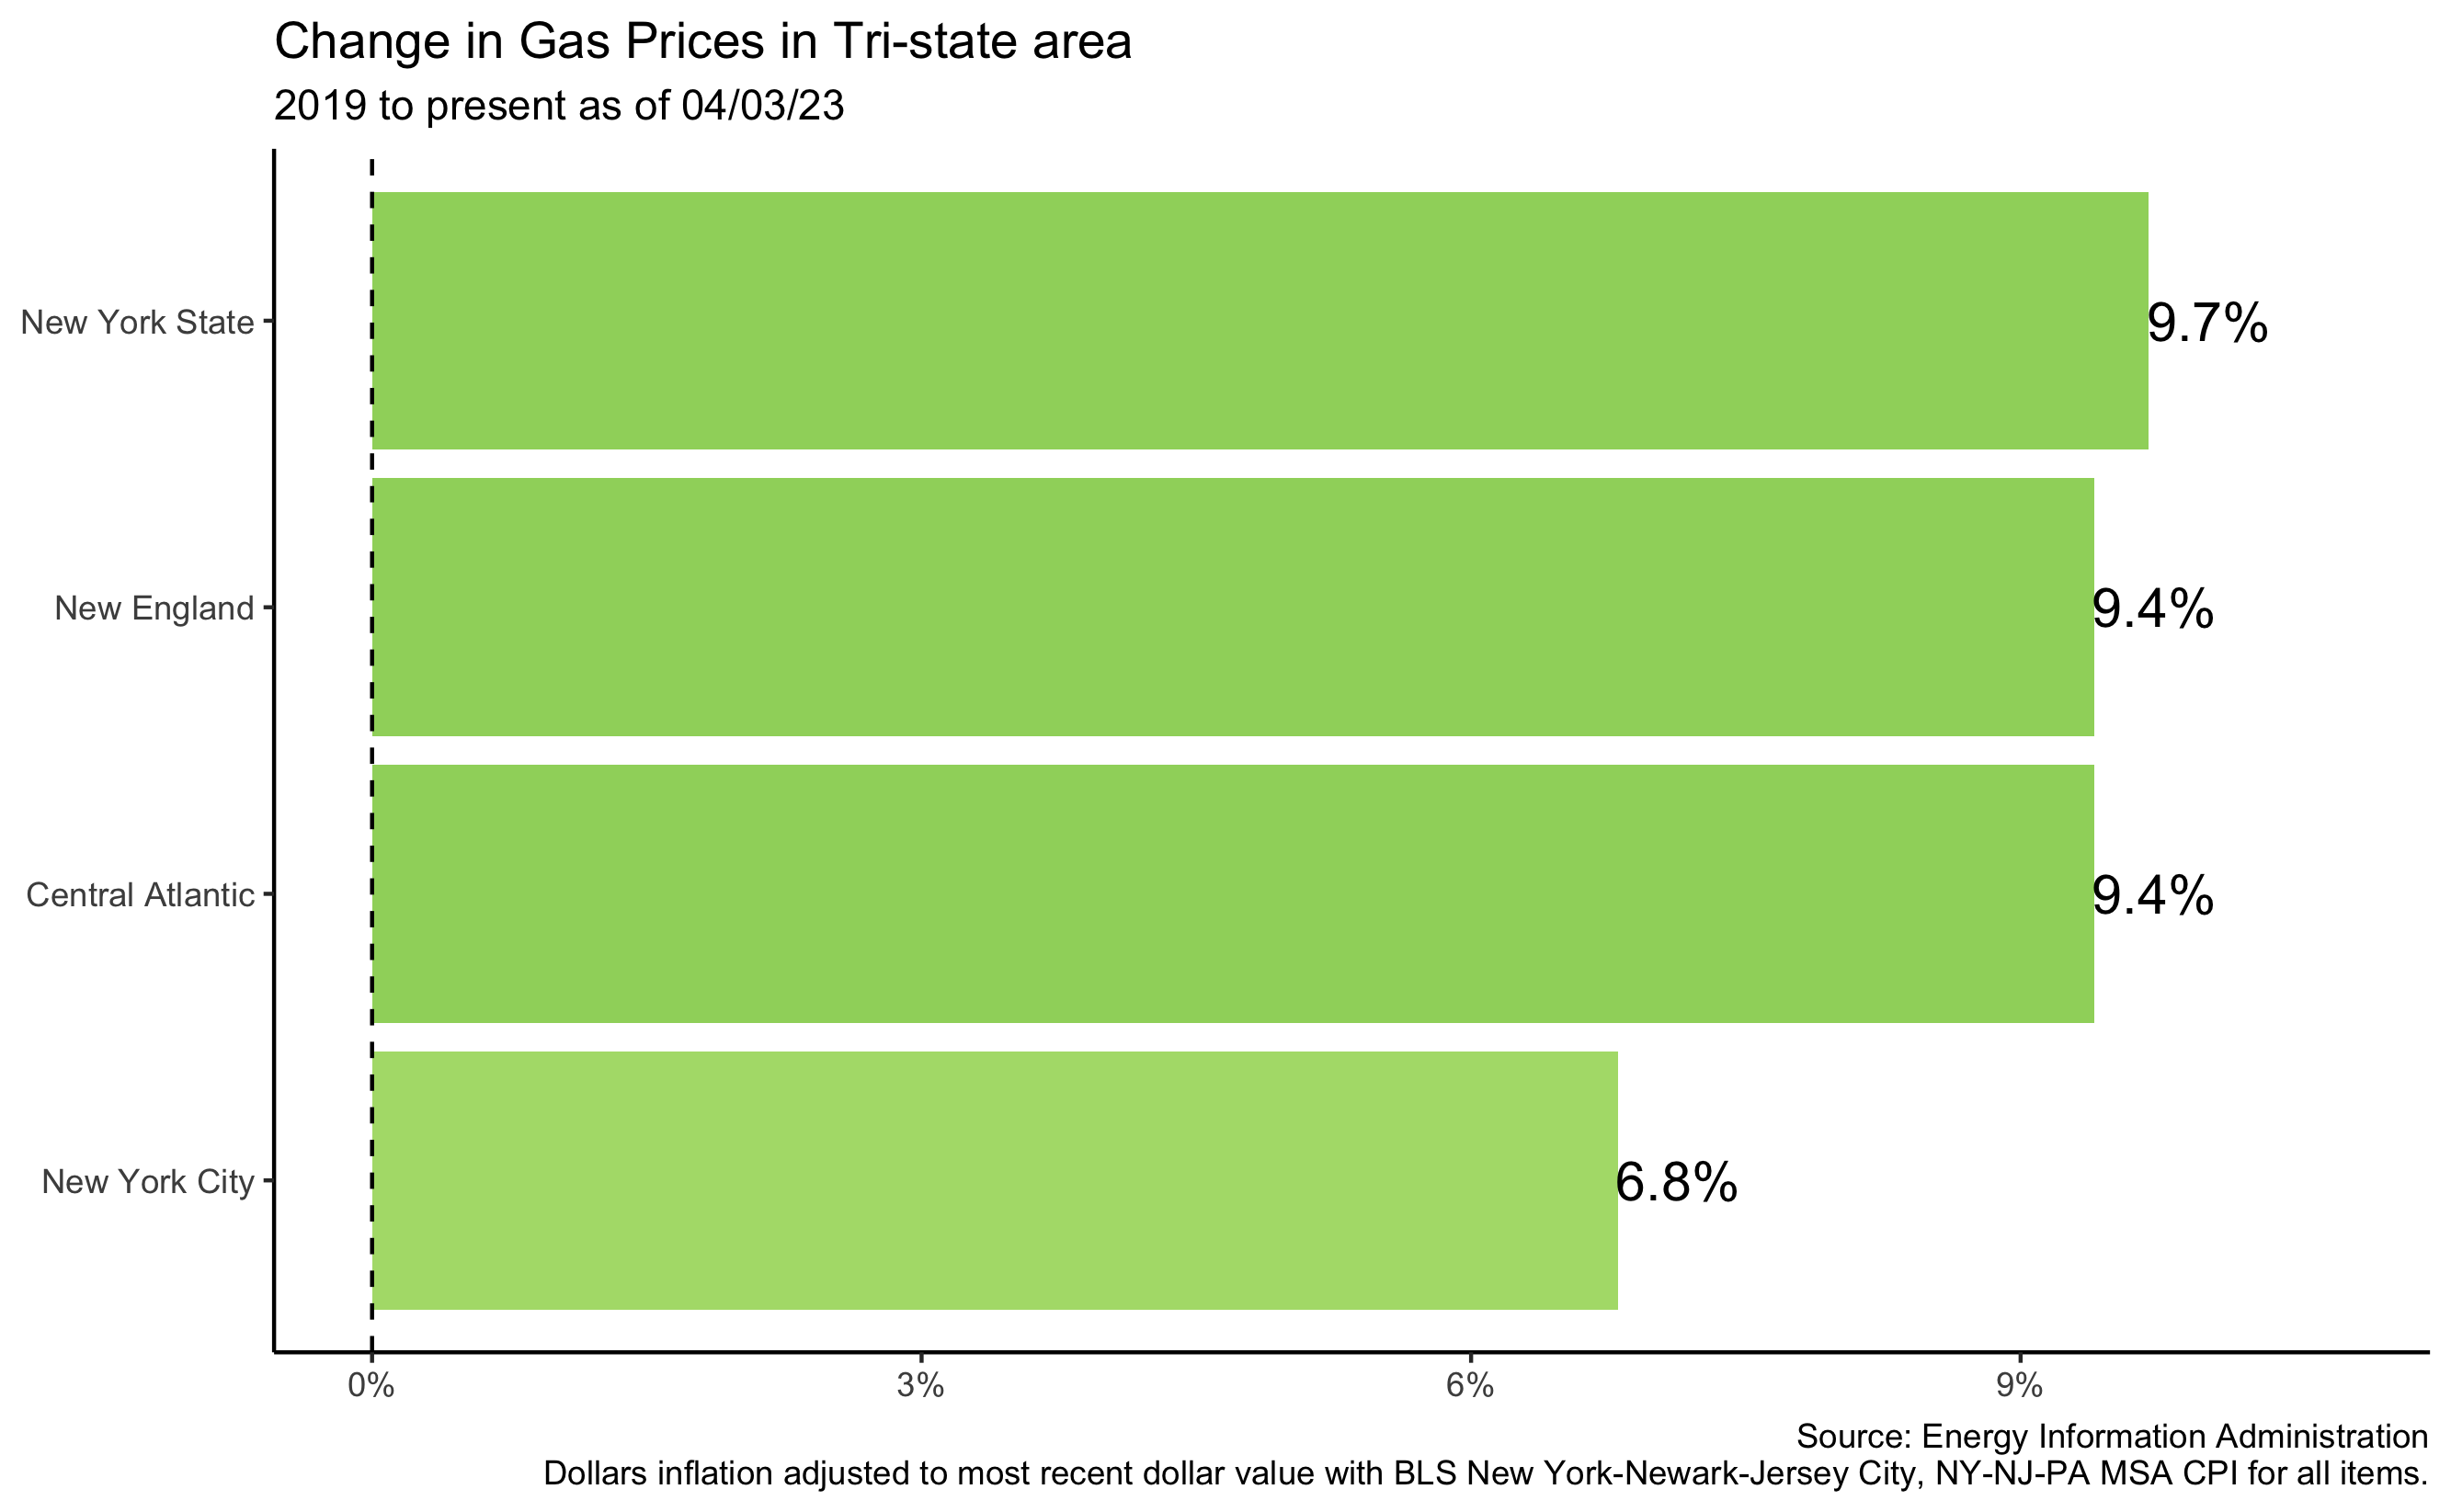 Change in Gas Prices in Tri-state area
2019 to present as of 04/03/23
New York State
9.7%
New England
9.4%
Central Atlantic
9.4%
New York City
6.8%
0%
3%
6%
9%
Source: Energy Information Administration
Dollars inflation adjusted to most recent dollar value with BLS New York-Newark-Jersey City, NY-NJ-PA MSA CPI for all items.